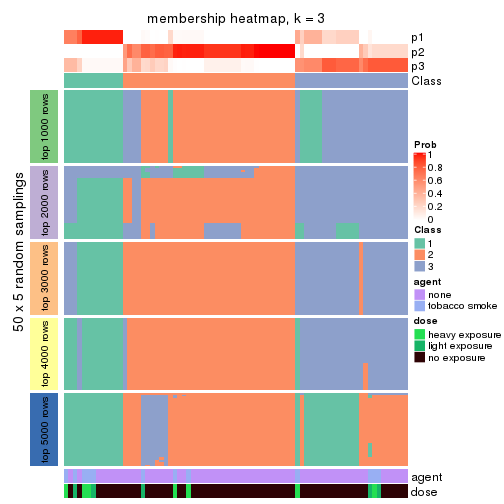 membership heatmap, k = 3
p1
p2
p3
Class
50 x 5 random samplings
top 1000 rows
top 2000 rows
top 3000 rows
top 4000 rows
top 5000 rows
agent
dose
Prob
1
0.8
0.6
0.4
0.2
0
Class
1
2
3
agent
none
tobacco smoke
dose
heavy exposure
light exposure
no exposure